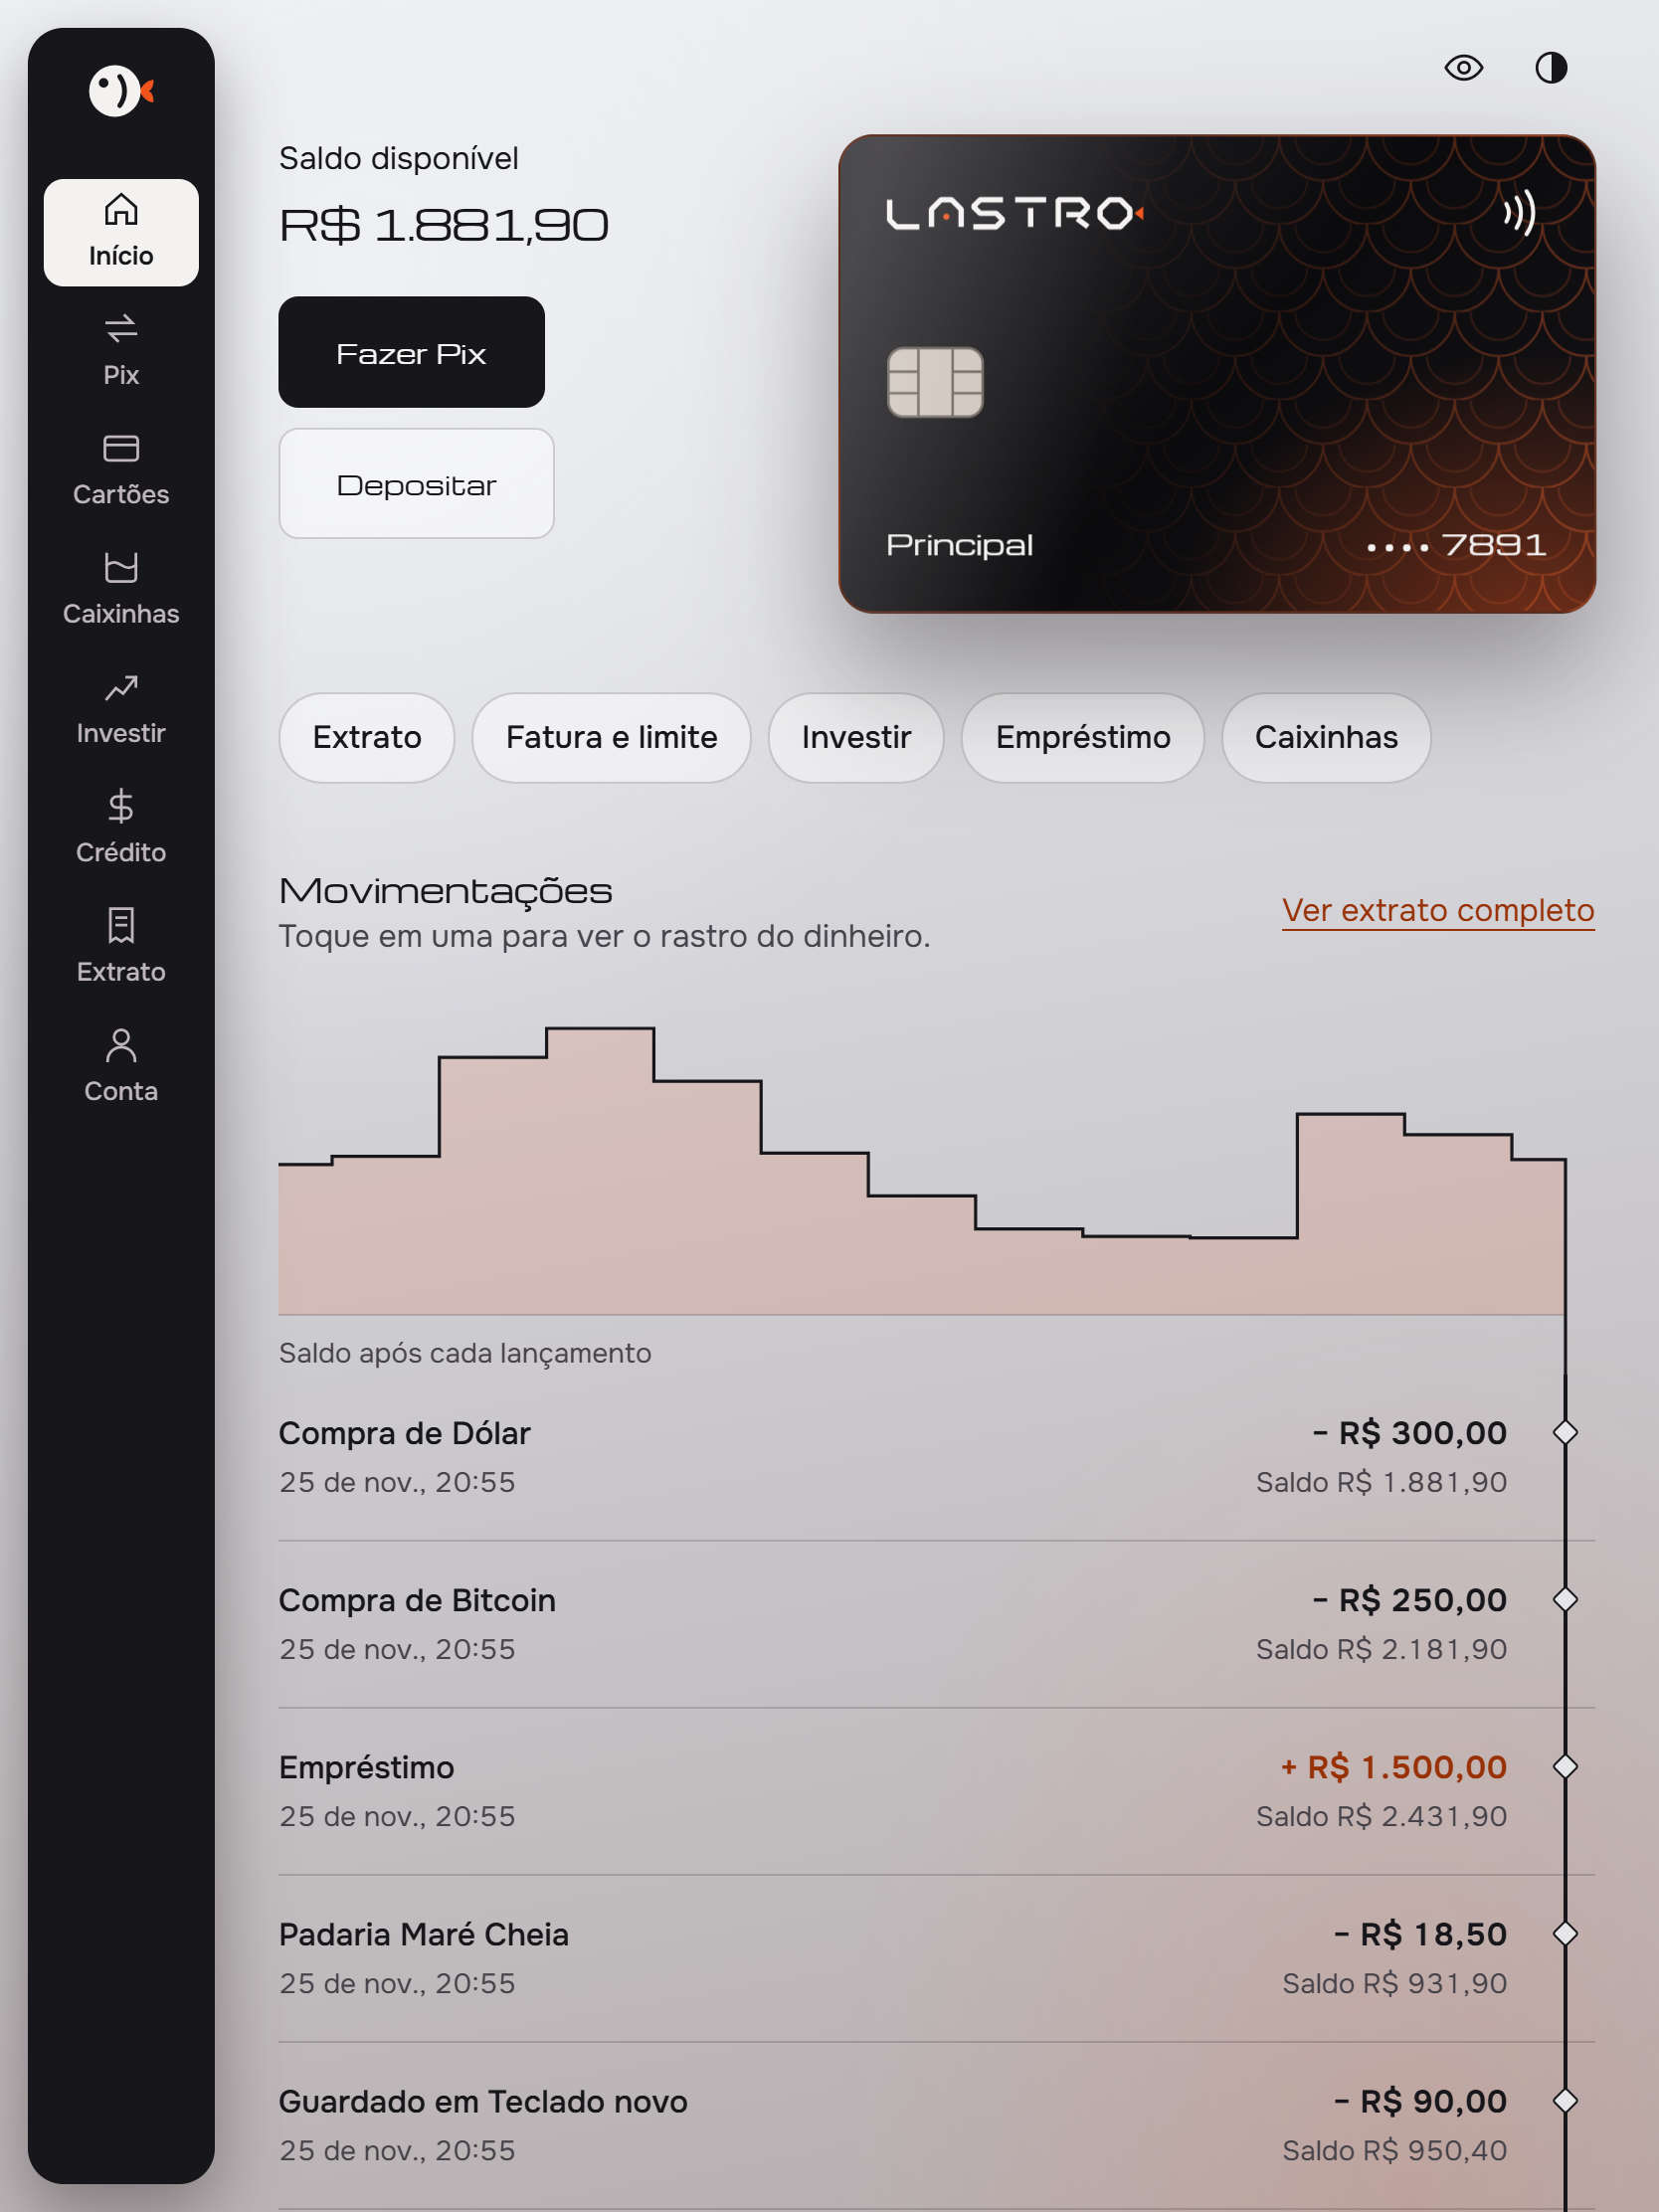 Início
Pix
Cartões
Caixinhas
Investir
Crédito
Extrato
Conta
Saldo disponível
R$ 1.881,90
Fazer Pix
Depositar
LASTRO
Principal
•••• 7891
Extrato
Fatura e limite
Investir
Empréstimo
Caixinhas
Movimentações
Toque em uma para ver o rastro do dinheiro.
Ver extrato completo
Saldo após cada lançamento
Compra de Dólar
− R$ 300,00
25 de nov., 20:55
Saldo R$ 1.881,90
Compra de Bitcoin
− R$ 250,00
25 de nov., 20:55
Saldo R$ 2.181,90
Empréstimo
+ R$ 1.500,00
25 de nov., 20:55
Saldo R$ 2.431,90
Padaria Maré Cheia
− R$ 18,50
25 de nov., 20:55
Saldo R$ 931,90
Guardado em Teclado novo
− R$ 90,00
25 de nov., 20:55
Saldo R$ 950,40